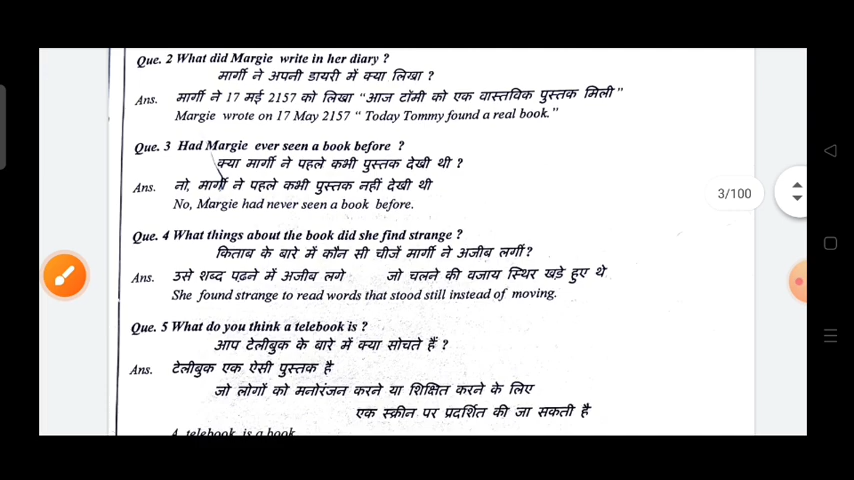 Que. 2 What did Margie write in her diary ?
मार्गी ने अपनी डायरी में क्या लिखा ?
Ans. मार्गी ने 17 मई 2157 को लिखा “आज टॉमी को एक वास्तविक पुस्तक मिली”
Margie wrote on 17 May 2157 “ Today Tommy found a real book.”
Que. 3 Had Margie ever seen a book before ?
क्या मार्गी ने पहले कभी पुस्तक देखी थी ?
Ans. नो, मार्गी ने पहले कभी पुस्तक नहीं देखी थी
No, Margie had never seen a book before.
3/100
Que. 4 What things about the book did she find strange ?
किताब के बारे में कौन सी चीजें मार्गी ने अजीब लगीं?
Ans. उसे शब्द पढ़ने में अजीब लगे जो चलने की वजाय स्थिर खड़े हुए थे
She found strange to read words that stood still instead of moving.
Que. 5 What do you think a telebook is ?
आप टेलीबुक के बारे में क्या सोचते हैं ?
Ans. टेलीबुक एक ऐसी पुस्तक है
जो लोगों को मनोरंजन करने या शिक्षित करने के लिए
एक स्क्रीन पर प्रदर्शित की जा सकती है
A telebook is a book